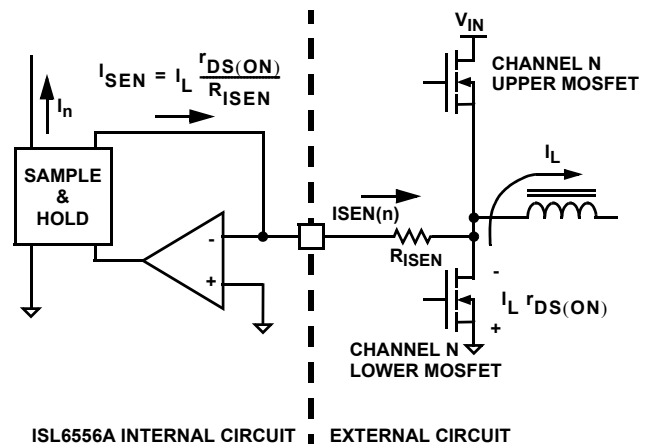 V_IN
CHANNEL N
UPPER MOSFET
I_SEN = I_L r_DS(ON) / R_ISEN
I_n
SAMPLE
&
HOLD
I_L
ISEN(n)
R_ISEN
-
+
-
I_L r_DS(ON)
+
CHANNEL N
LOWER MOSFET
ISL6556A INTERNAL CIRCUIT
EXTERNAL CIRCUIT